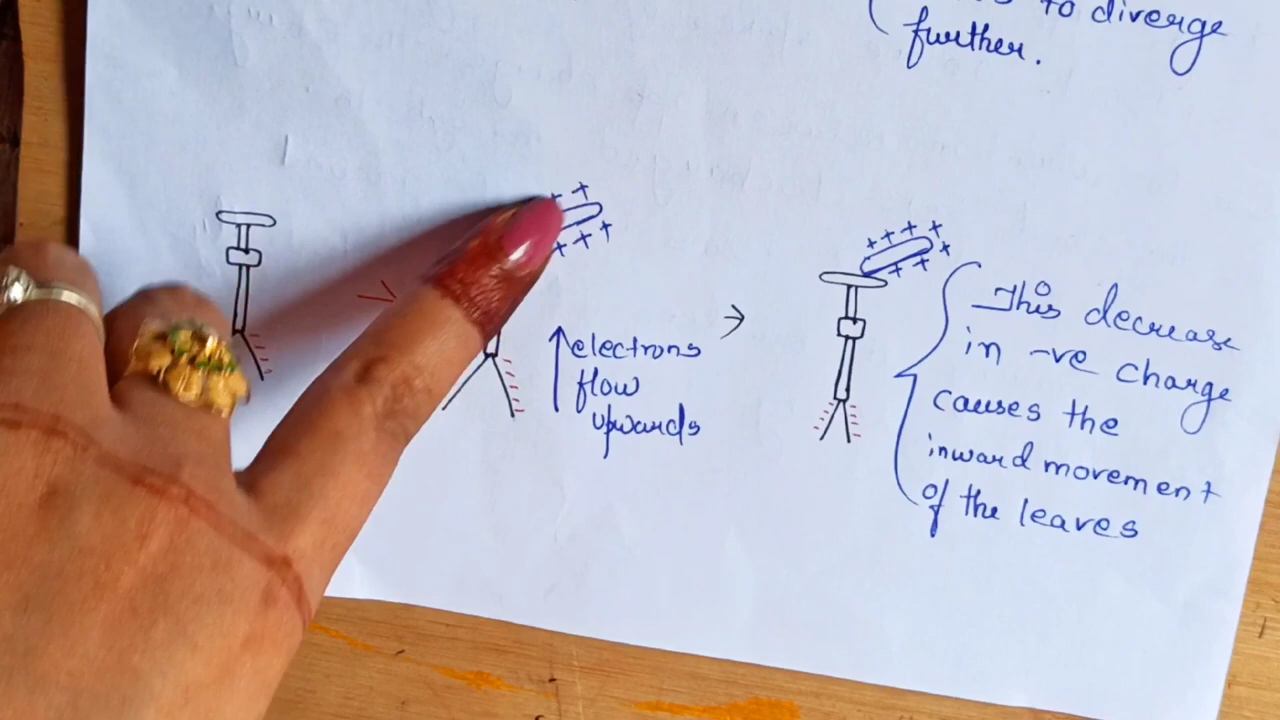 to diverge
further.
electrons
flow
upwards
This decrease
in -ve charge
causes the
inward movement
of the leaves